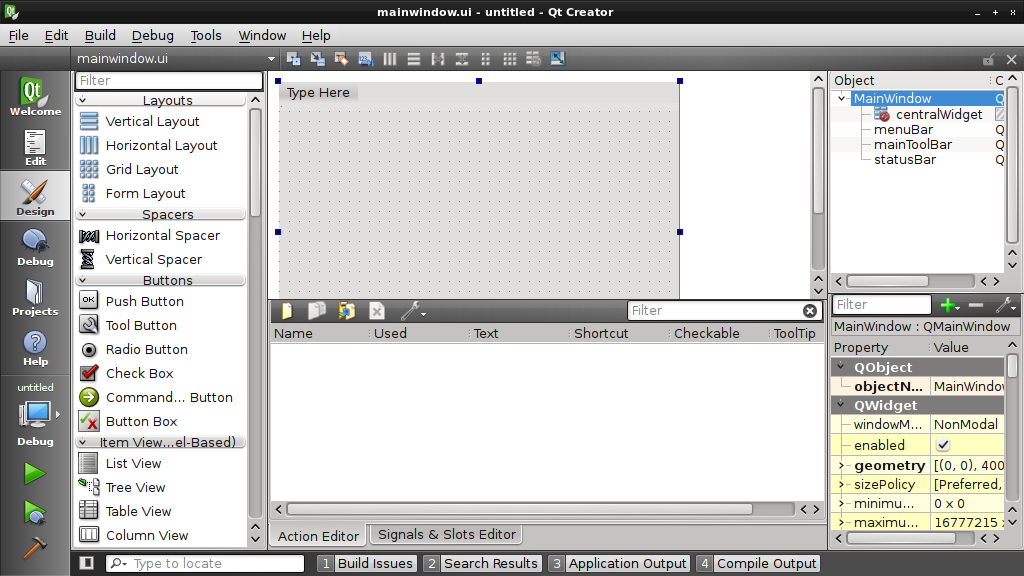 mainwindow.ui - untitled - Qt Creator
File Edit Build Debug Tools Window Help
mainwindow.ui
Qt
Welcome
Edit
Design
Debug
Projects
Help
untitled
Debug
Filter
Layouts
Vertical Layout
Horizontal Layout
Grid Layout
Form Layout
Spacers
Horizontal Spacer
Vertical Spacer
Buttons
OK Push Button
Tool Button
Radio Button
Check Box
Command... Button
Button Box
Item View...el-Based)
List View
Tree View
Table View
Column View
Type Here
Filter
Name Used Text Shortcut Checkable ToolTip
Action Editor Signals & Slots Editor
Object C
MainWindow Q
centralWidget
menuBar Q
mainToolBar Q
statusBar Q
Filter
MainWindow : QMainWindow
Property Value
QObject
objectN... MainWindow
QWidget
windowM... NonModal
enabled
geometry [(0, 0), 400
sizePolicy [Preferred,
minimu... 0 x 0
maximu... 16777215 x
Type to locate
1 Build Issues 2 Search Results 3 Application Output 4 Compile Output